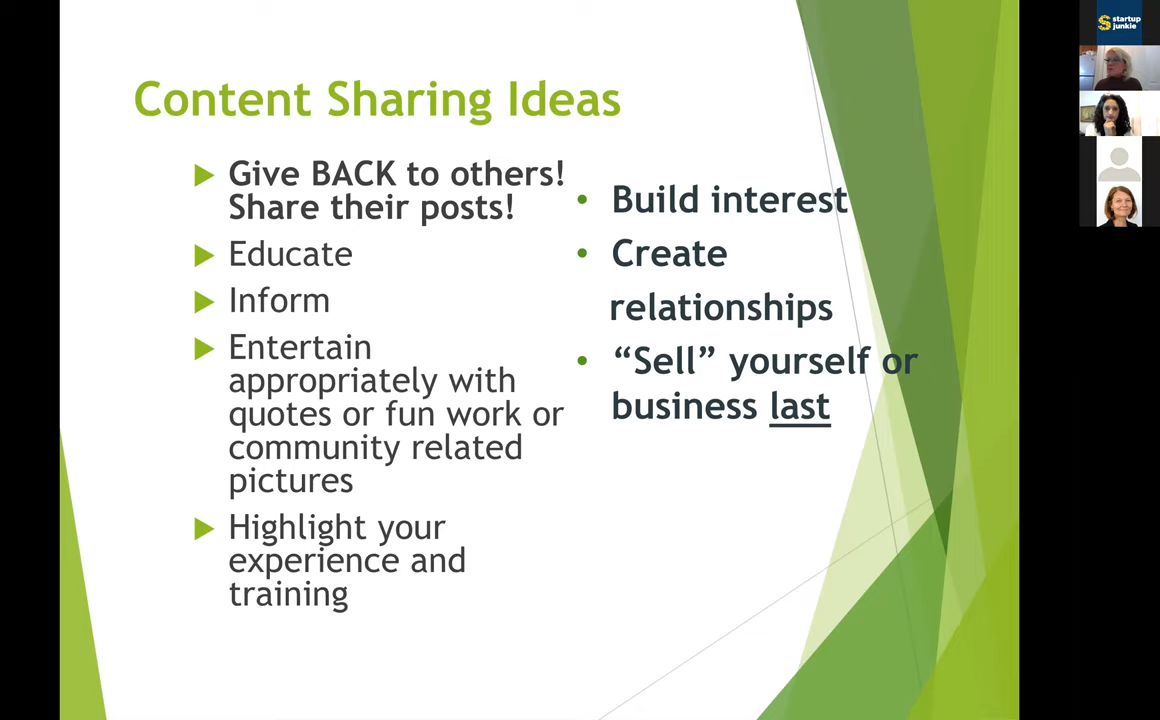 Content Sharing Ideas
Give BACK to others!
Share their posts!
Educate
Inform
Entertain
appropriately with
quotes or fun work or
community related
pictures
Highlight your
experience and
training
• Build interest
• Create
relationships
• “Sell” yourself or
business last
startup
junkie